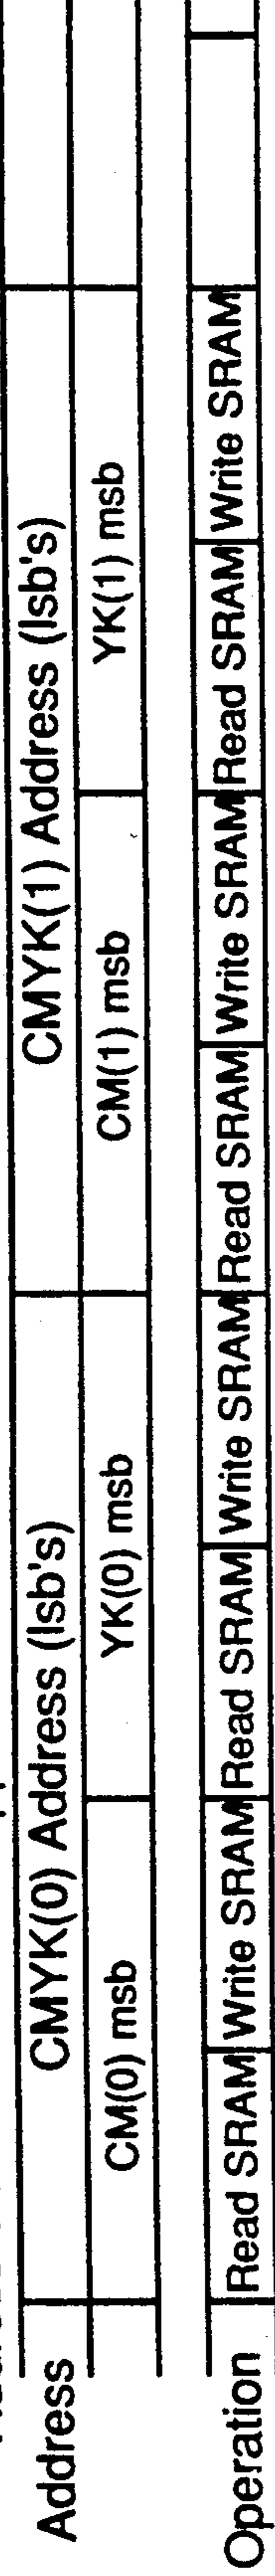 Address CMYK(0) Address (lsb's) CMYK(1) Address (lsb's)
CM(0) msb YK(0) msb CM(1) msb YK(1) msb
Operation Read SRAM Write SRAM Read SRAM Write SRAM Read SRAM Write SRAM Read SRAM Write SRAM